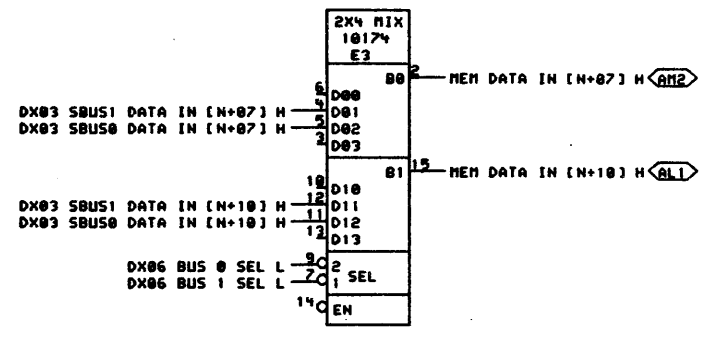 2X4 MIX
10174
E3
B0 2 MEM DATA IN [N+07] H AM2
6 D00
DX03 SBUS1 DATA IN [N+07] H 4 D01
DX03 SBUS0 DATA IN [N+07] H 5 D02
3 D03
B1 15 MEM DATA IN [N+10] H AL1
10 D10
DX03 SBUS1 DATA IN [N+10] H 12 D11
DX03 SBUS0 DATA IN [N+10] H 11 D12
13 D13
DX06 BUS 0 SEL L 9 2
DX06 BUS 1 SEL L 7 1 SEL
14 EN